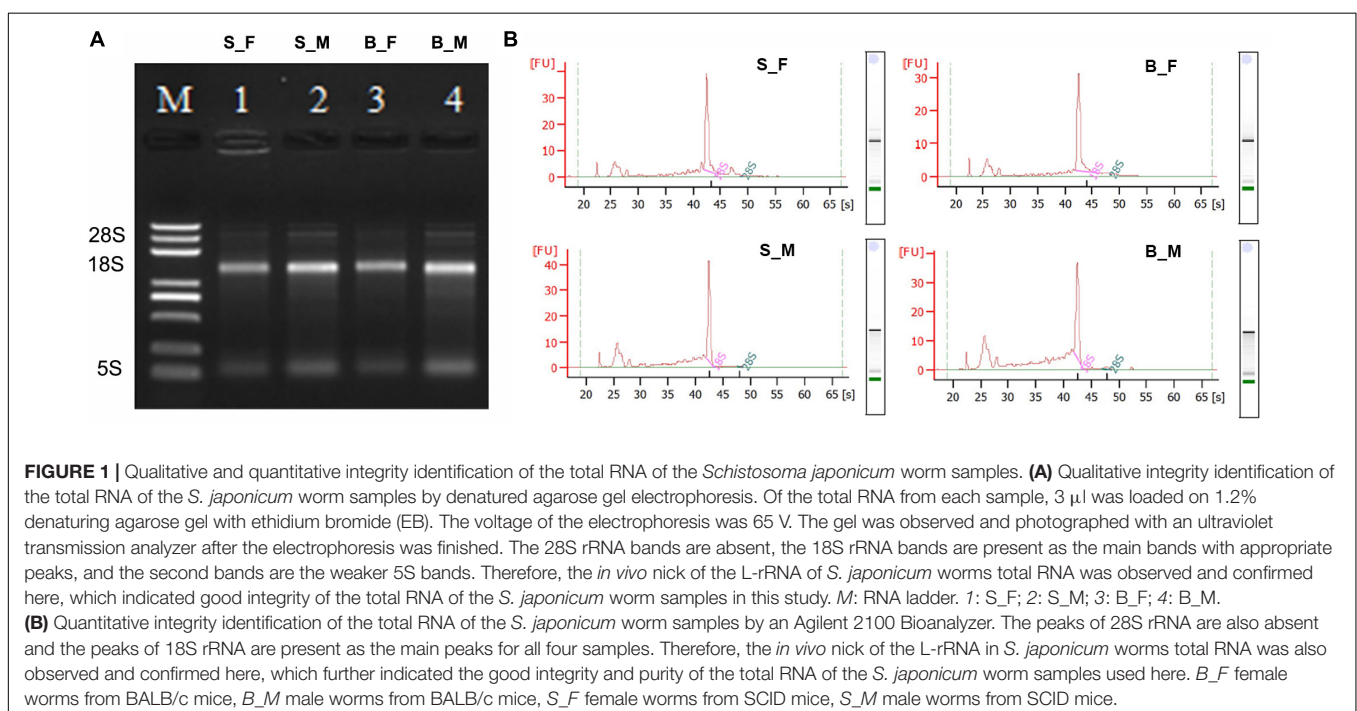 A
S_F S_M B_F B_M
M 1 2 3 4
28S
18S
5S
B
[FU]
S_F
30
20
10
0
18S
28S
20 25 30 35 40 45 50 55 60 65 [s]
[FU]
B_F
30
20
10
0
18S
28S
20 25 30 35 40 45 50 55 60 65 [s]
[FU]
S_M
40
30
20
10
0
18S
28S
20 25 30 35 40 45 50 55 60 65 [s]
[FU]
B_M
40
30
20
10
0
18S
28S
20 25 30 35 40 45 50 55 60 65 [s]
FIGURE 1 | Qualitative and quantitative integrity identification of the total RNA of the Schistosoma japonicum worm samples. (A) Qualitative integrity identification of
the total RNA of the S. japonicum worm samples by denatured agarose gel electrophoresis. Of the total RNA from each sample, 3 μl was loaded on 1.2%
denaturing agarose gel with ethidium bromide (EB). The voltage of the electrophoresis was 65 V. The gel was observed and photographed with an ultraviolet
transmission analyzer after the electrophoresis was finished. The 28S rRNA bands are absent, the 18S rRNA bands are present as the main bands with appropriate
peaks, and the second bands are the weaker 5S bands. Therefore, the in vivo nick of the L-rRNA of S. japonicum worms total RNA was observed and confirmed
here, which indicated good integrity of the total RNA of the S. japonicum worm samples in this study. M: RNA ladder. 1: S_F; 2: S_M; 3: B_F; 4: B_M.
(B) Quantitative integrity identification of the total RNA of the S. japonicum worm samples by an Agilent 2100 Bioanalyzer. The peaks of 28S rRNA are also absent
and the peaks of 18S rRNA are present as the main peaks for all four samples. Therefore, the in vivo nick of the L-rRNA in S. japonicum worms total RNA was also
observed and confirmed here, which further indicated the good integrity and purity of the total RNA of the S. japonicum worm samples used here. B_F female
worms from BALB/c mice, B_M male worms from BALB/c mice, S_F female worms from SCID mice, S_M male worms from SCID mice.